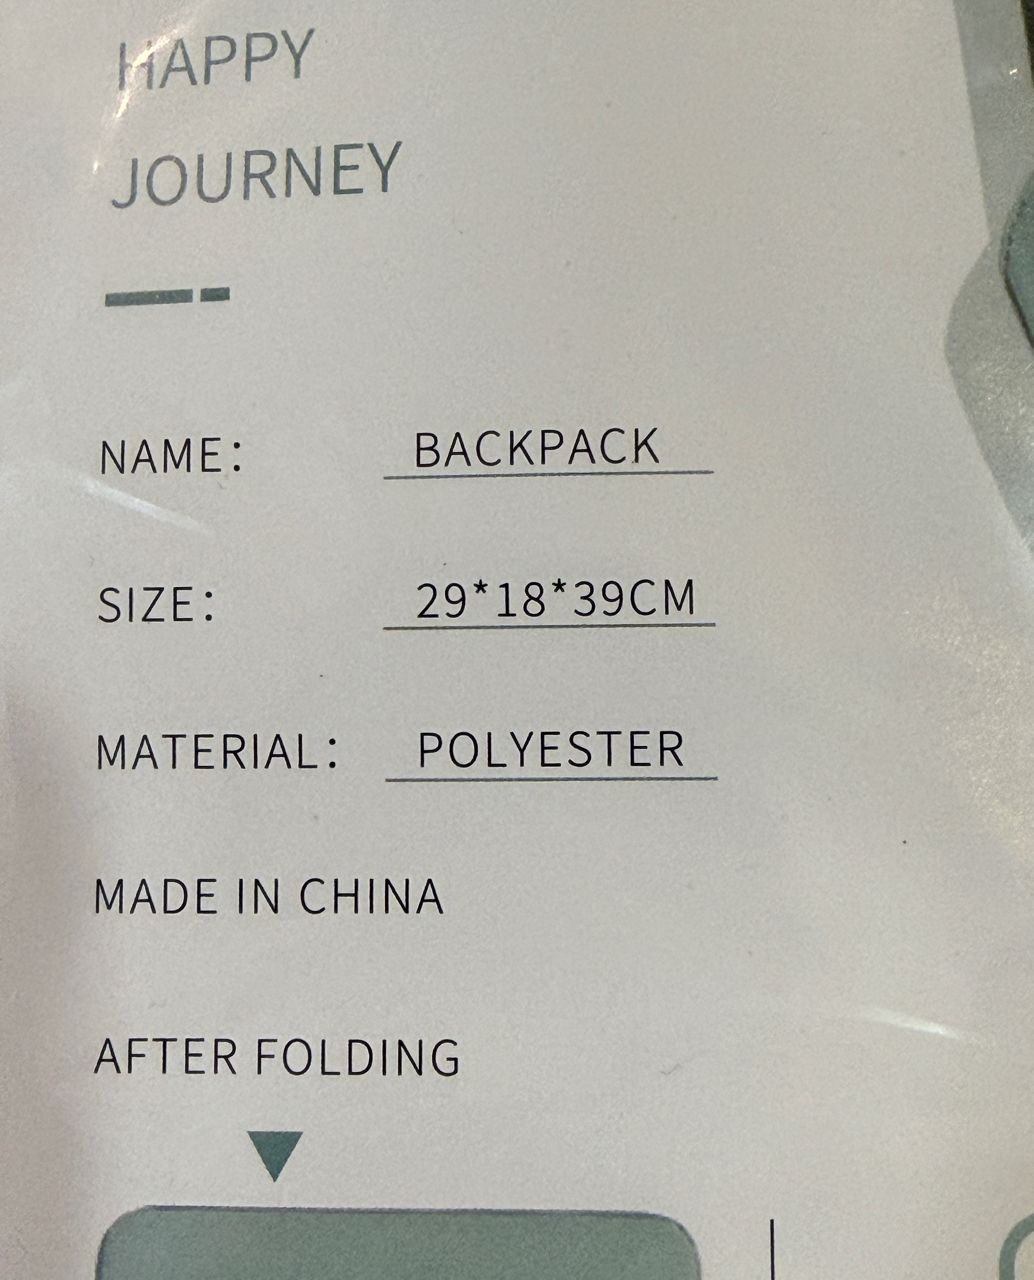 HAPPY
JOURNEY
NAME: BACKPACK
SIZE: 29*18*39CM
MATERIAL: POLYESTER
MADE IN CHINA
AFTER FOLDING